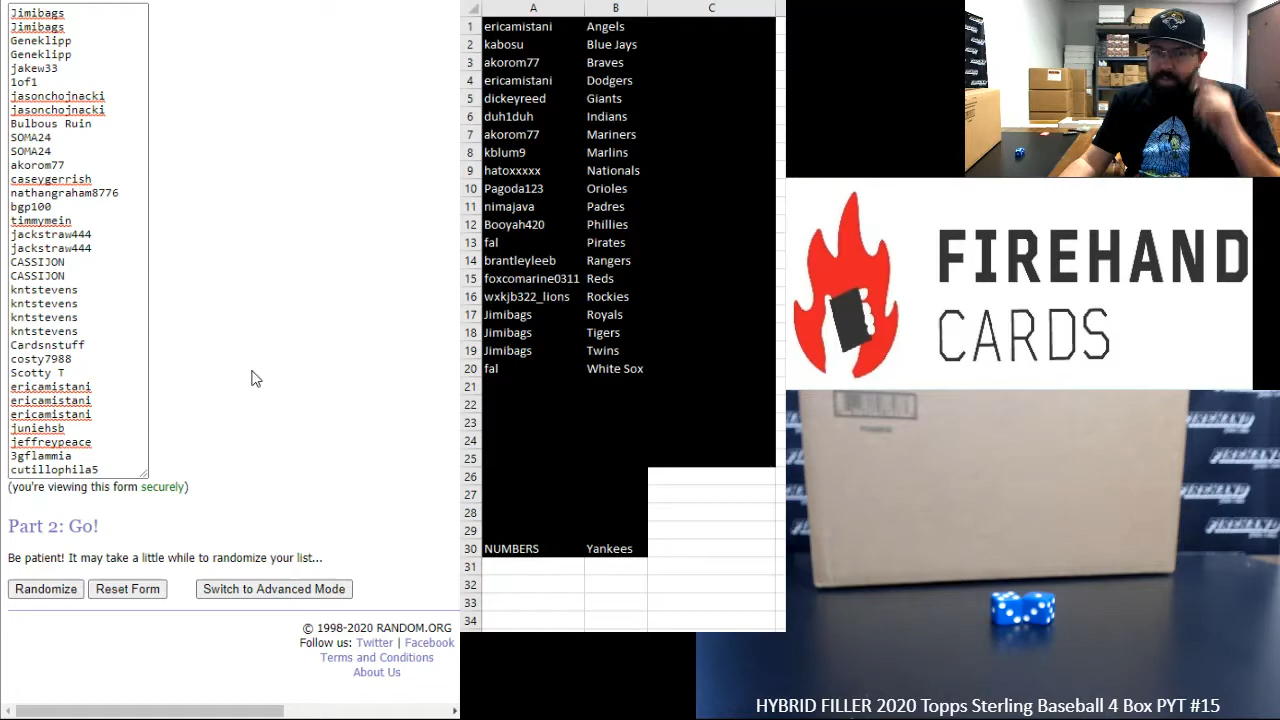 Jimibags
Jimibags
Geneklipp
Geneklipp
jakew33
1of1
jasonchojnacki
jasonchojnacki
Bulbous Ruin
SOMA24
SOMA24
akorom77
caseygerrish
nathangraham8776
bgp100
timmymein
jackstraw444
jackstraw444
CASSIJON
CASSIJON
kntstevens
kntstevens
kntstevens
kntstevens
Cardsnstuff
costy7988
Scotty T
ericamistani
ericamistani
ericamistani
juniehsb
jeffreypeace
3gflammia
cutillophila5
(you're viewing this form securely)
Part 2: Go!
Be patient! It may take a little while to randomize your list...
Randomize Reset Form Switch to Advanced Mode
© 1998-2020 RANDOM.ORG
Follow us: Twitter | Facebook
Terms and Conditions
About Us
A B C
1 ericamistani Angels
2 kabosu Blue Jays
3 akorom77 Braves
4 ericamistani Dodgers
5 dickeyreed Giants
6 duh1duh Indians
7 akorom77 Mariners
8 kblum9 Marlins
9 hatoxxxxx Nationals
10 Pagoda123 Orioles
11 nimajava Padres
12 Booyah420 Phillies
13 fal Pirates
14 brantleyleeb Rangers
15 foxcomarine0311 Reds
16 wxkjb322_lions Rockies
17 Jimibags Royals
18 Jimibags Tigers
19 Jimibags Twins
20 fal White Sox
21
22
23
24
25
26
27
28
29
30 NUMBERS Yankees
31
32
33
34
FIREHAND
CARDS
FIREHAND
HYBRID FILLER 2020 Topps Sterling Baseball 4 Box PYT #15